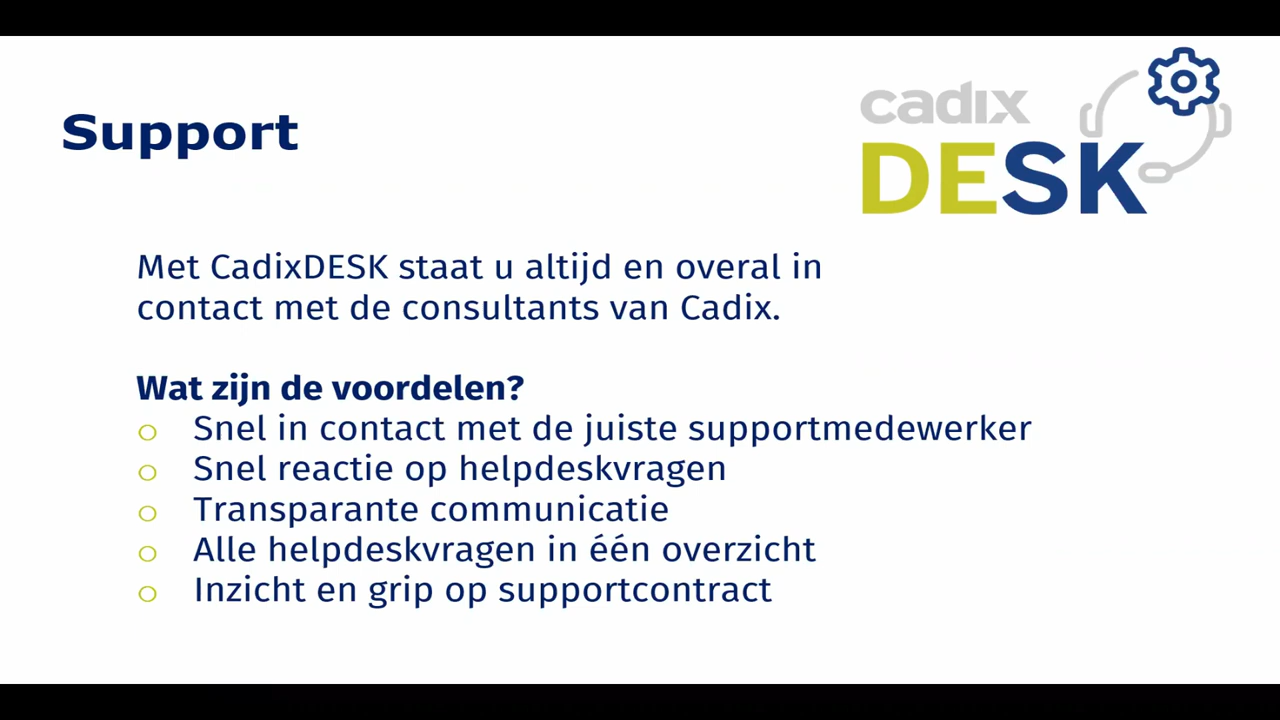 Support
cadix
DESK
Met CadixDESK staat u altijd en overal in
contact met de consultants van Cadix.
Wat zijn de voordelen?
o Snel in contact met de juiste supportmedewerker
o Snel reactie op helpdeskvragen
o Transparante communicatie
o Alle helpdeskvragen in één overzicht
o Inzicht en grip op supportcontract